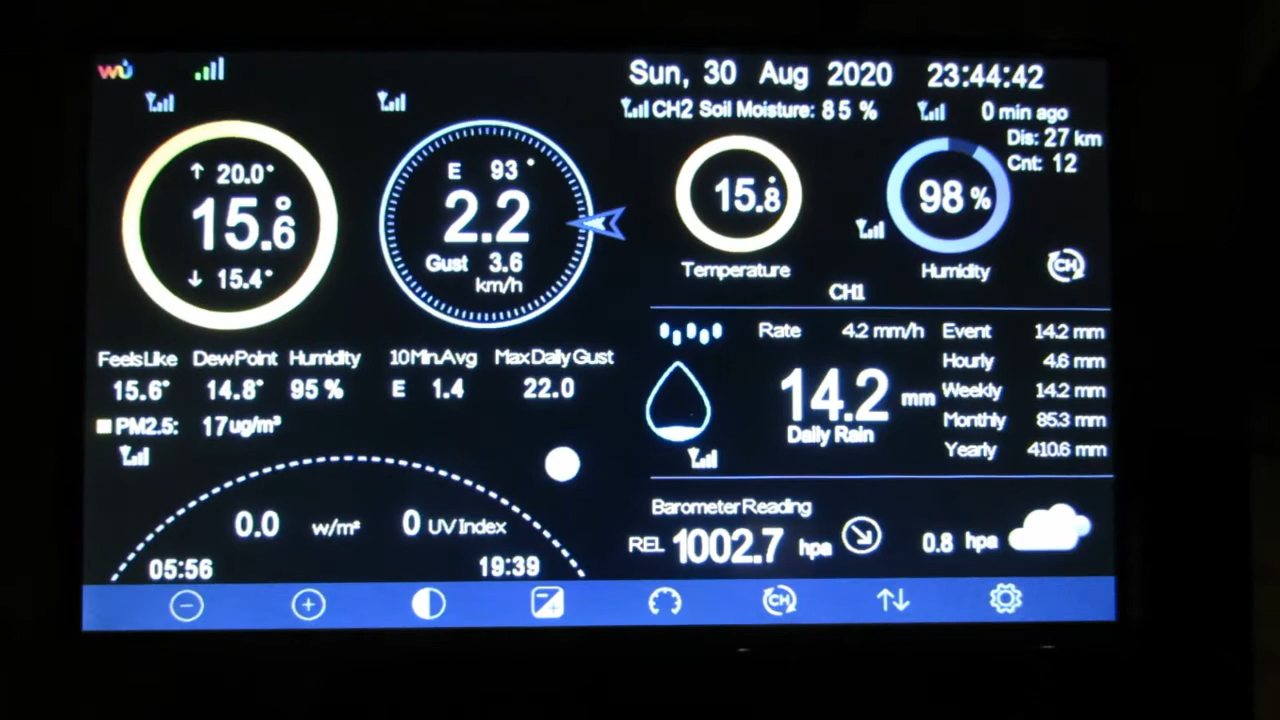 wu
Sun, 30 Aug 2020 23:44:42
CH2 Soil Moisture: 85 %
0 min ago
Dis: 27 km
Cnt: 12
↑ 20.0°
15.6°
↓ 15.4°
E 93 °
2.2
Gust 3.6
km/h
15.8°
Temperature
98 %
Humidity
CH
CH1
FeelsLike DewPoint Humidity
15.6° 14.8° 95 %
10Min.Avg MaxDailyGust
E 1.4 22.0
PM2.5: 17ug/m³
Rate 4.2 mm/h
14.2 mm
Daily Rain
Event 14.2 mm
Hourly 4.6 mm
Weekly 14.2 mm
Monthly 85.3 mm
Yearly 410.6 mm
0.0 w/m² 0 UV Index
05:56 19:39
Barometer Reading
REL 1002.7 hpa 0.8 hpa
CH